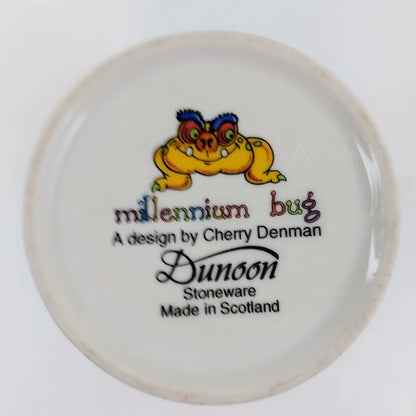 millennium bug
A design by Cherry Denman
Dunoon
Stoneware
Made in Scotland